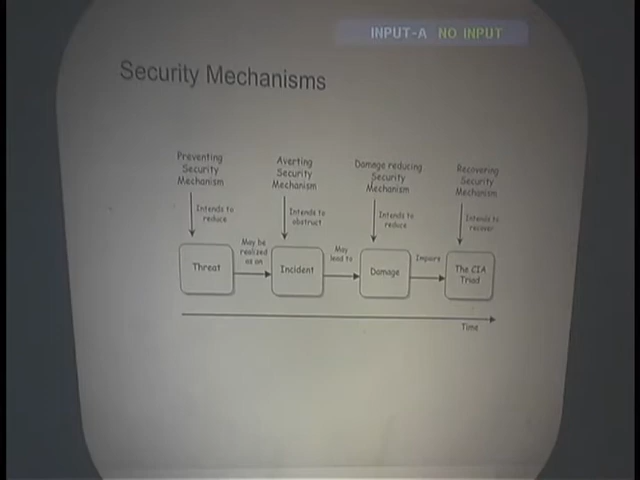 INPUT-A NO INPUT
Security Mechanisms
Preventing
Security
Mechanism
Averting
Security
Mechanism
Damage reducing
Security
Mechanism
Recovering
Security
Mechanism
Intends to
reduce
Intends to
obstruct
Intends to
reduce
Intends to
recover
Threat
May be
realized
as an
Incident
May
lead to
Damage
Impairs
The CIA
Triad
Time